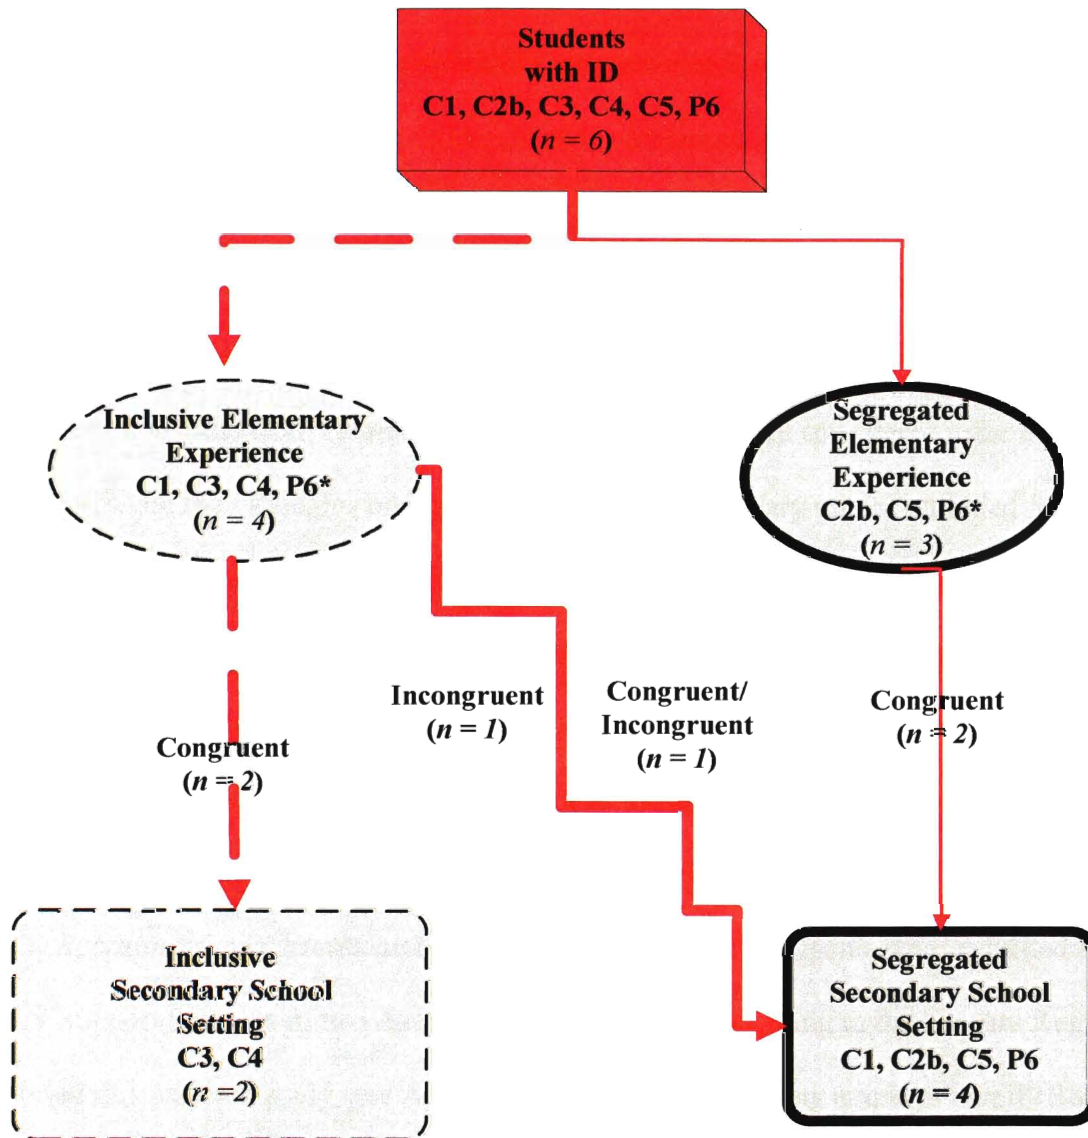 Students
with ID
C1, C2b, C3, C4, C5, P6
(n = 6)
Inclusive Elementary
Experience
C1, C3, C4, P6*
(n = 4)
Segregated
Elementary
Experience
C2b, C5, P6*
(n = 3)
Congruent
(n = 2)
Incongruent
(n = 1)
Congruent/
Incongruent
(n = 1)
Congruent
(n = 2)
Inclusive
Secondary School
Setting
C3, C4
(n =2)
Segregated
Secondary School
Setting
C1, C2b, C5, P6
(n = 4)